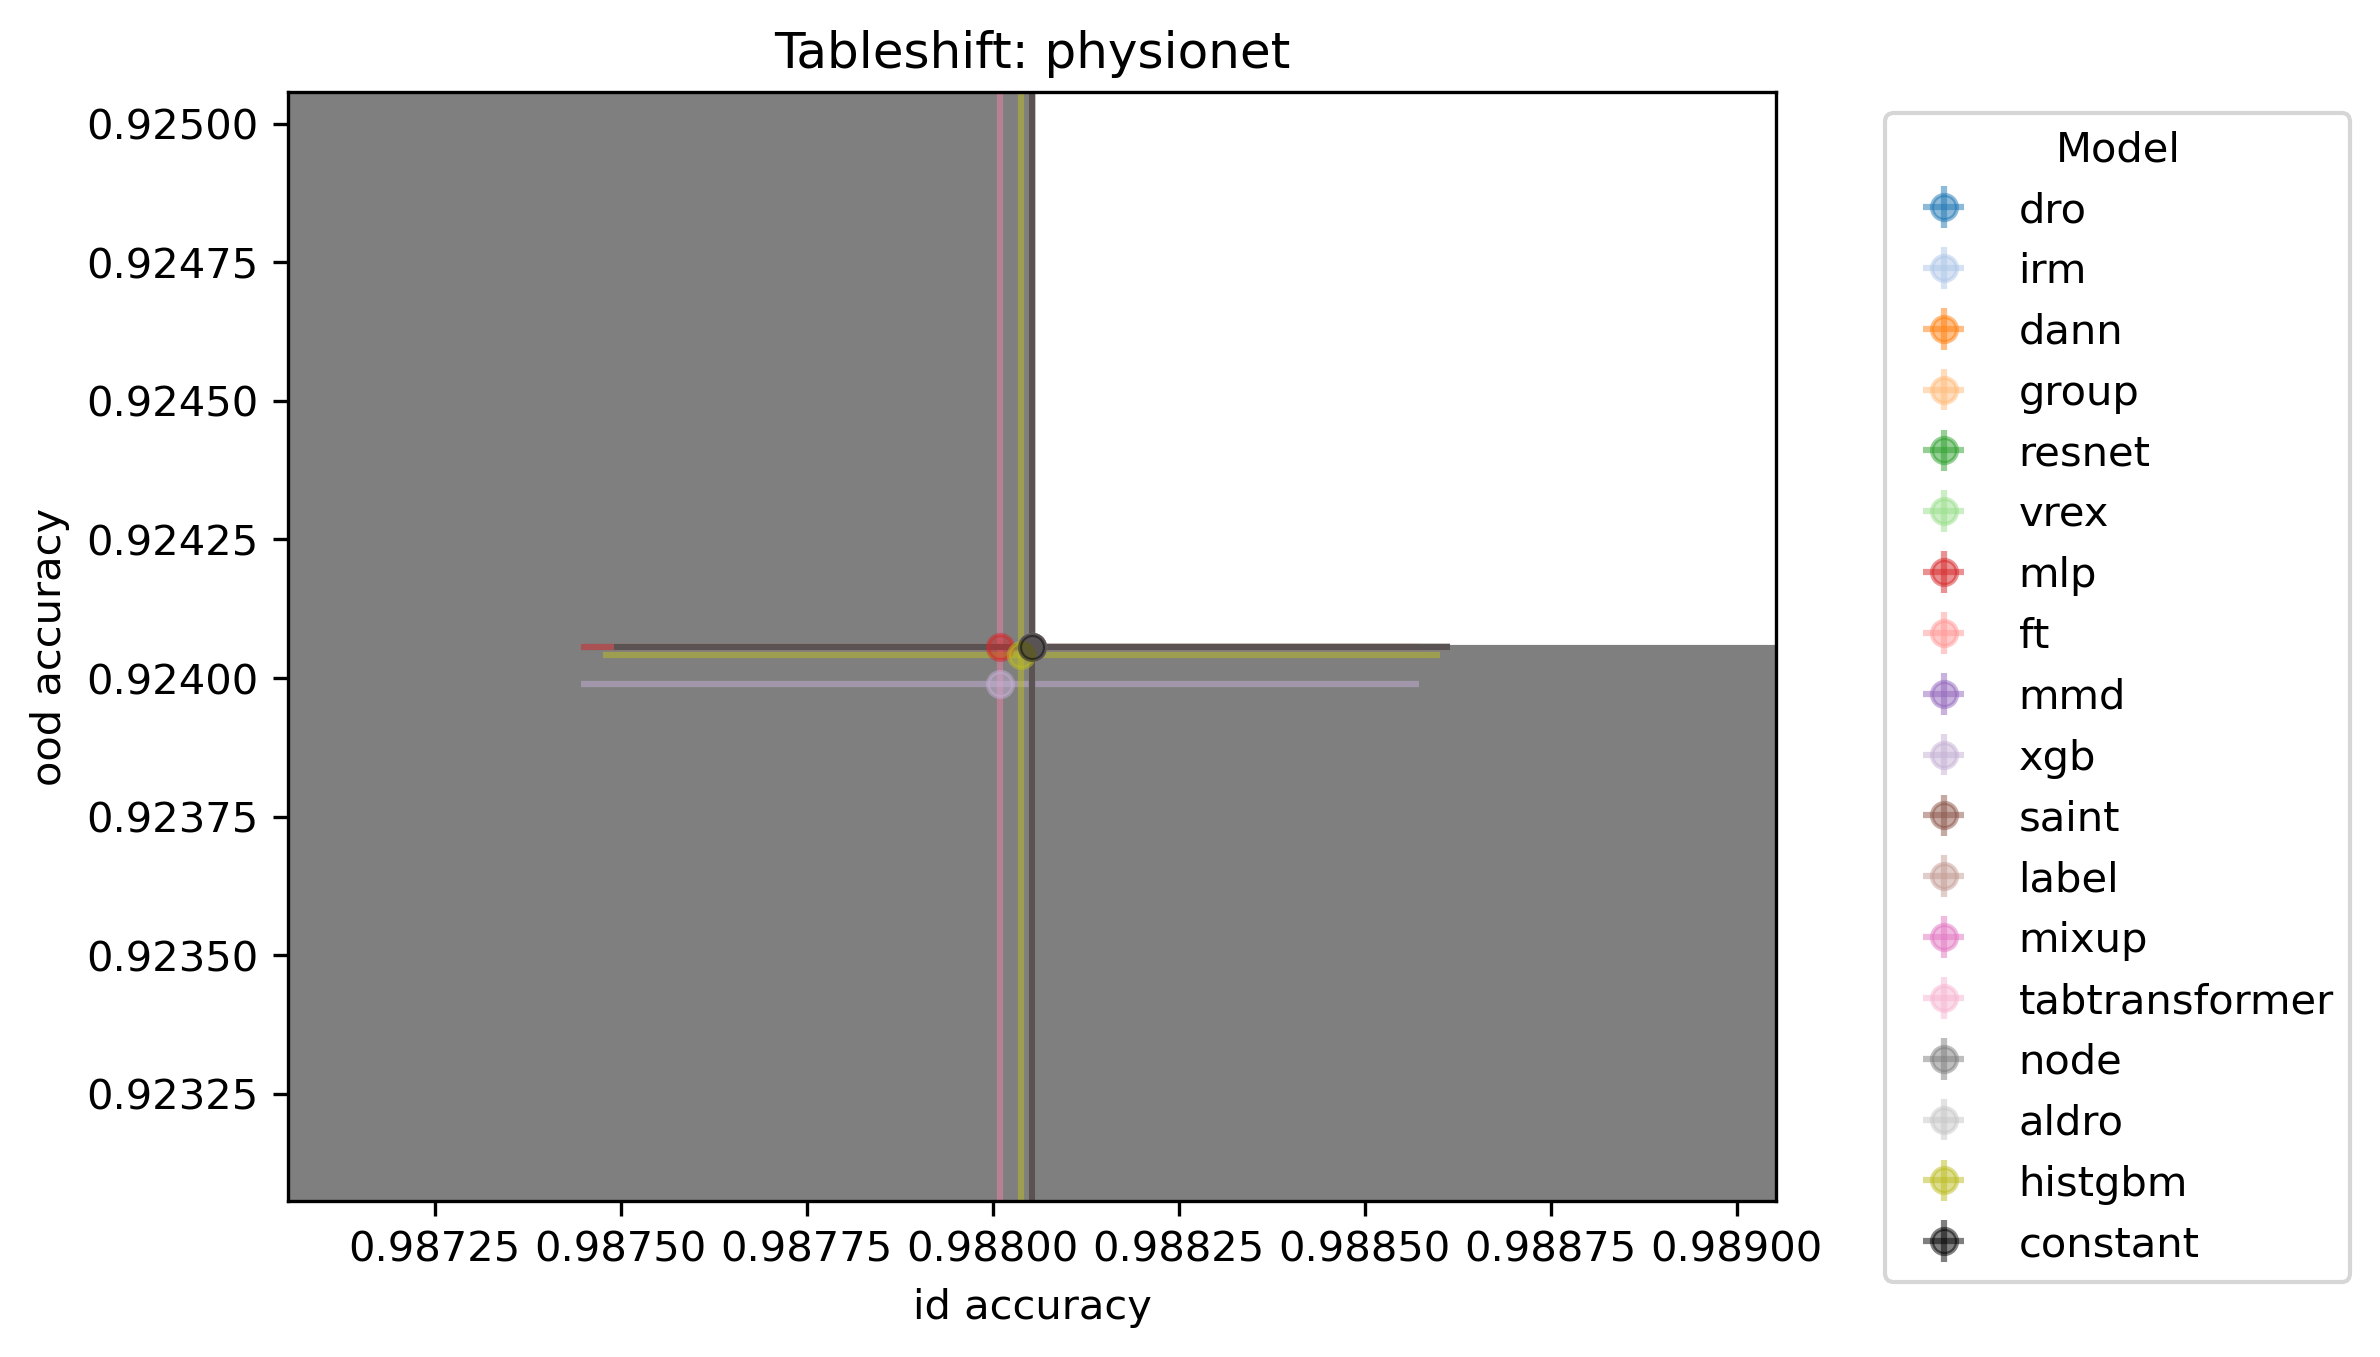 Tableshift: physionet
0.92500
0.92475
0.92450
0.92425
0.92400
0.92375
0.92350
0.92325
ood accuracy
0.98725 0.98750 0.98775 0.98800 0.98825 0.98850 0.98875 0.98900
id accuracy
Model
dro
irm
dann
group
resnet
vrex
mlp
ft
mmd
xgb
saint
label
mixup
tabtransformer
node
aldro
histgbm
constant